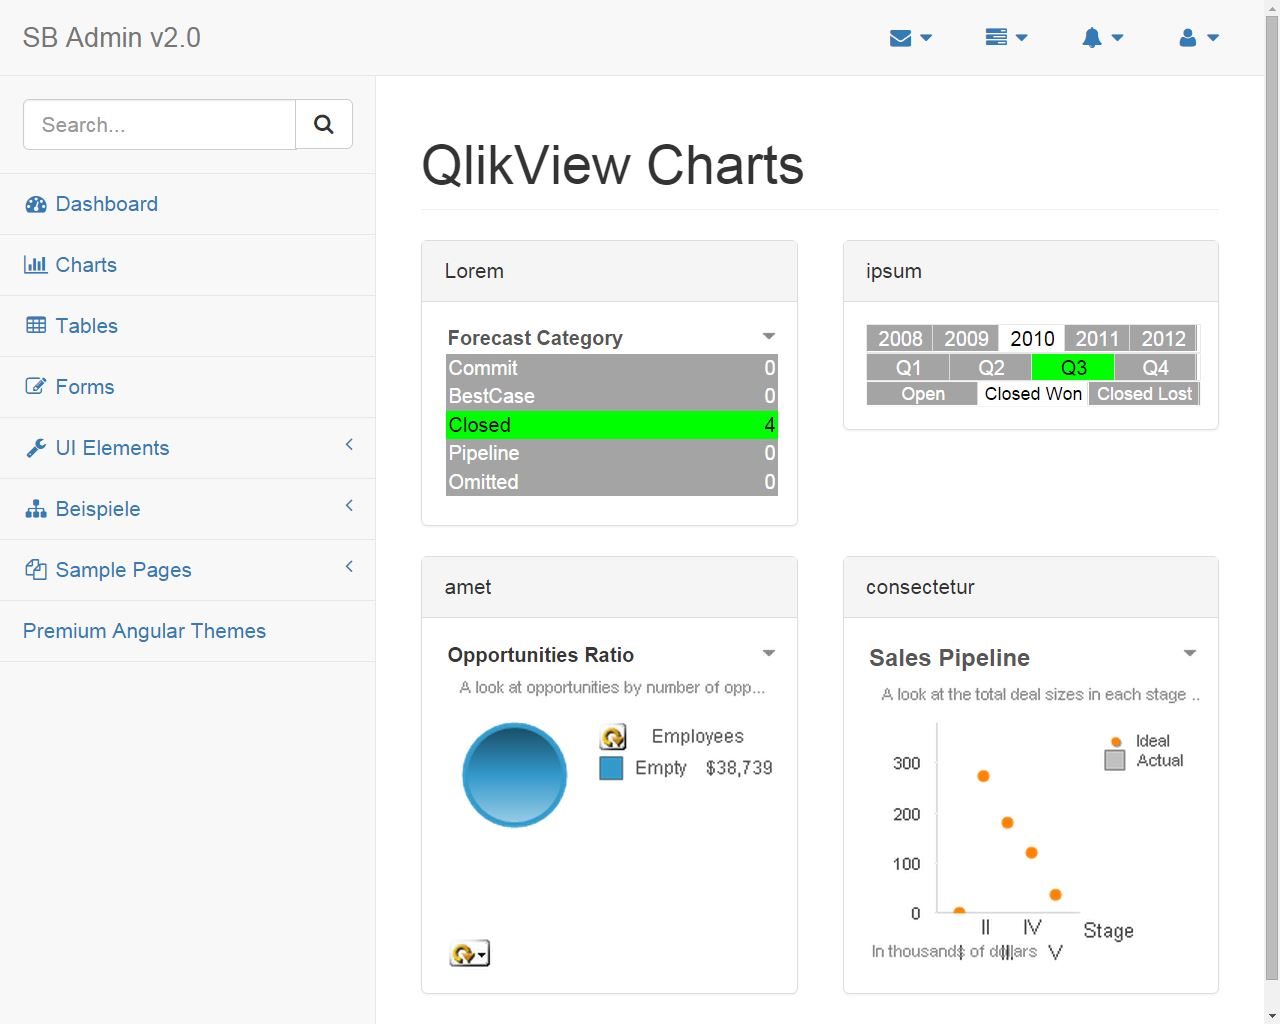 SB Admin v2.0
Search...
Dashboard
Charts
Tables
Forms
UI Elements
Beispiele
Sample Pages
Premium Angular Themes
QlikView Charts
Lorem
Forecast Category
Commit 0
BestCase 0
Closed 4
Pipeline 0
Omitted 0
ipsum
2008 2009 2010 2011 2012
Q1 Q2 Q3 Q4
Open Closed Won Closed Lost
amet
Opportunities Ratio
A look at opportunities by number of opp...
Employees
Empty $38,739
consectetur
Sales Pipeline
A look at the total deal sizes in each stage ..
Ideal
Actual
300
200
100
0
II IV
Stage
I III V
In thousands of dollars